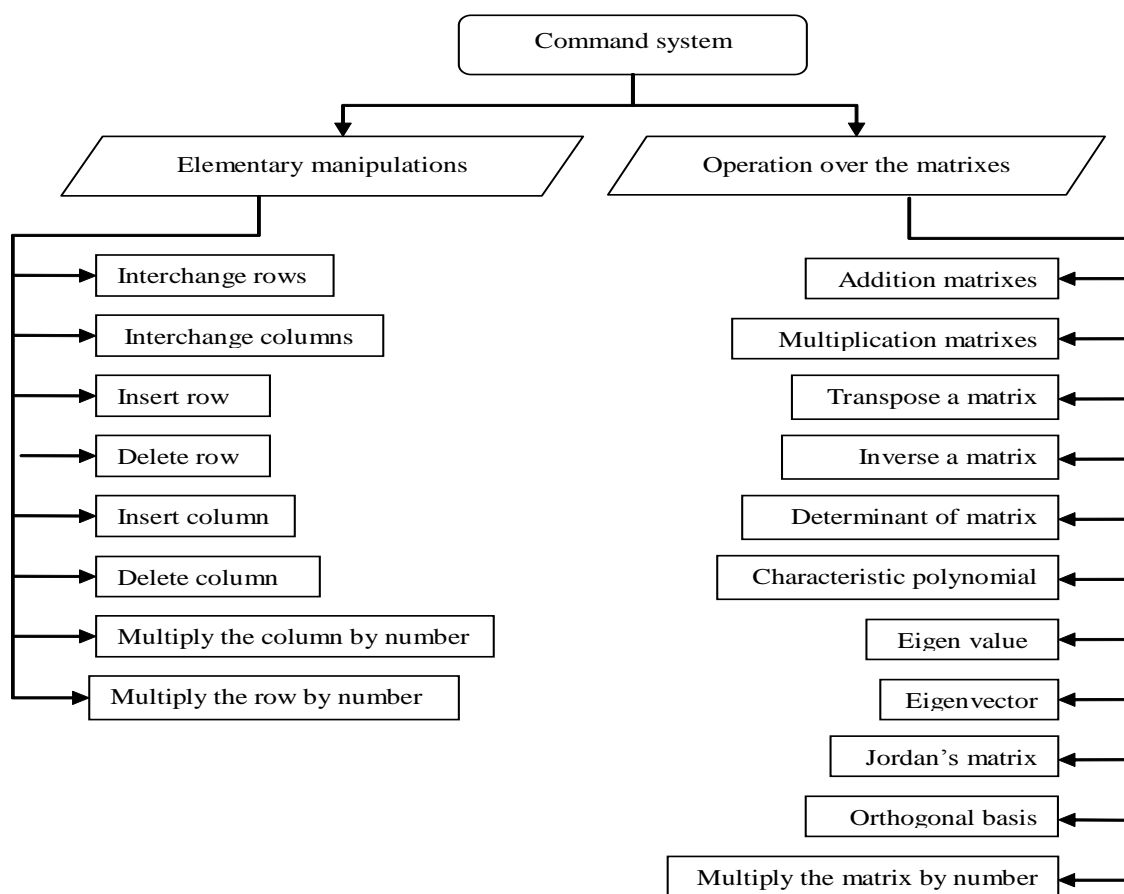 Command system
Elementary manipulations
Operation over the matrixes
Interchange rows
Interchange columns
Insert row
Delete row
Insert column
Delete column
Multiply the column by number
Multiply the row by number
Addition matrixes
Multiplication matrixes
Transpose a matrix
Inverse a matrix
Determinant of matrix
Characteristic polynomial
Eigen value
Eigenvector
Jordan’s matrix
Orthogonal basis
Multiply the matrix by number